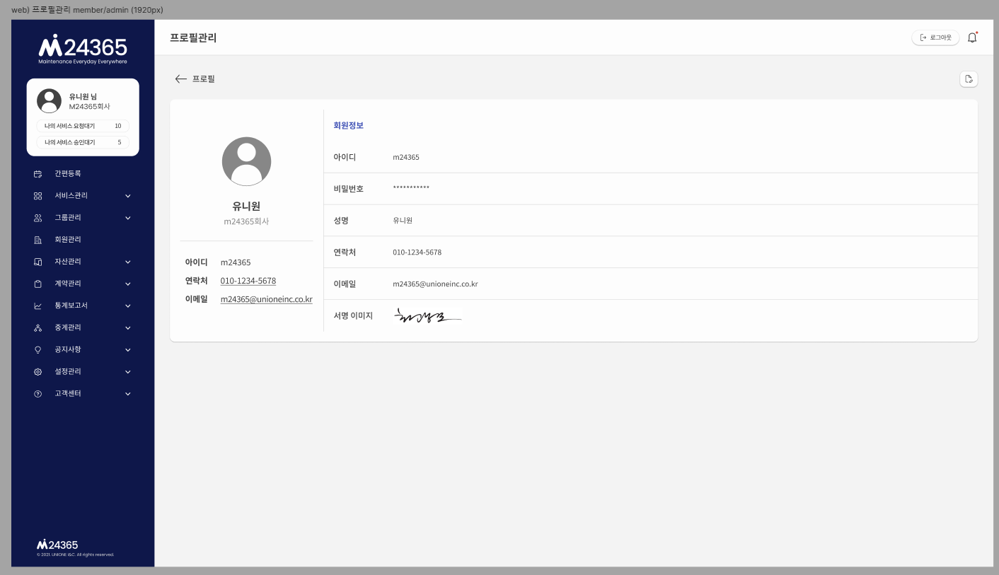 web) 프로필관리 member/admin (1920px)
24365
Maintenance Everyday Everywhere
유니원 님
M24365회사
나의 서비스 요청대기 10
나의 서비스 승인대기 5
간편등록
서비스관리
그룹관리
회원관리
자산관리
계약관리
통계보고서
중계관리
공지사항
설정관리
고객센터
24365
© 2021. UNIONE I&C. All rights reserved.
프로필관리
로그아웃
프로필
유니원
m24365회사
아이디 m24365
연락처 010-1234-5678
이메일 m24365@unioneinc.co.kr
회원정보
아이디 m24365
비밀번호 ***********
성명 유니원
연락처 010-1234-5678
이메일 m24365@unioneinc.co.kr
서명 이미지